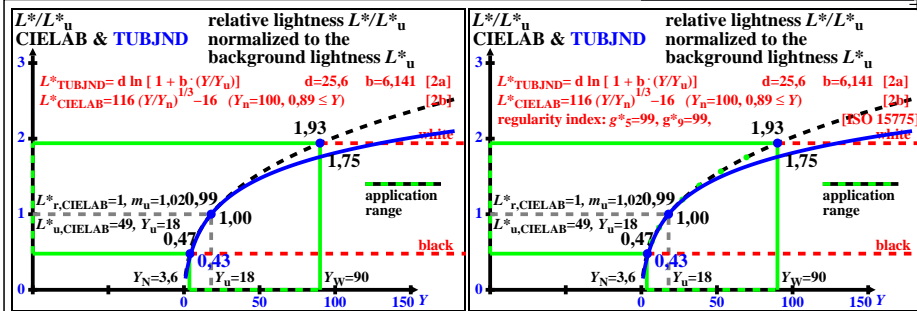 L*/L*u
CIELAB & TUBJND
relative lightness L*/L*u
normalized to the
background lightness L*u
3
L*TUBJND= d ln [ 1 + b·(Y/Yu)] d=25,6 b=6,141 [2a]
L*CIELAB=116 (Y/Yn)1/3−16 (Yn=100, 0,89 ≤ Y) [2b]
2
1,93
white
1,75
L*r,CIELAB=1, mu=1,02
0,99
application
range
1
1,00
L*u,CIELAB=49, Yu=18
0,47
black
0,43
YN=3,6 Yu=18 YW=90
0 50 100 150 Y
0
L*/L*u
CIELAB & TUBJND
relative lightness L*/L*u
normalized to the
background lightness L*u
3
L*TUBJND= d ln [ 1 + b·(Y/Yu)] d=25,6 b=6,141 [2a]
L*CIELAB=116 (Y/Yn)1/3−16 (Yn=100, 0,89 ≤ Y) [2b]
regularity index: g*5=99, g*9=99, [ISO 15775]
2
1,93
white
1,75
L*r,CIELAB=1, mu=1,02
0,99
application
range
1
1,00
L*u,CIELAB=49, Yu=18
0,47
black
0,43
YN=3,6 Yu=18 YW=90
0 50 100 150 Y
0